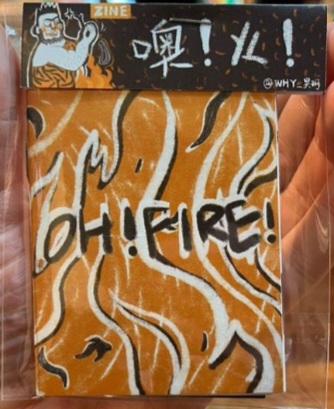 ZINE
噢！火！
@WHY_
OH!FIRE!